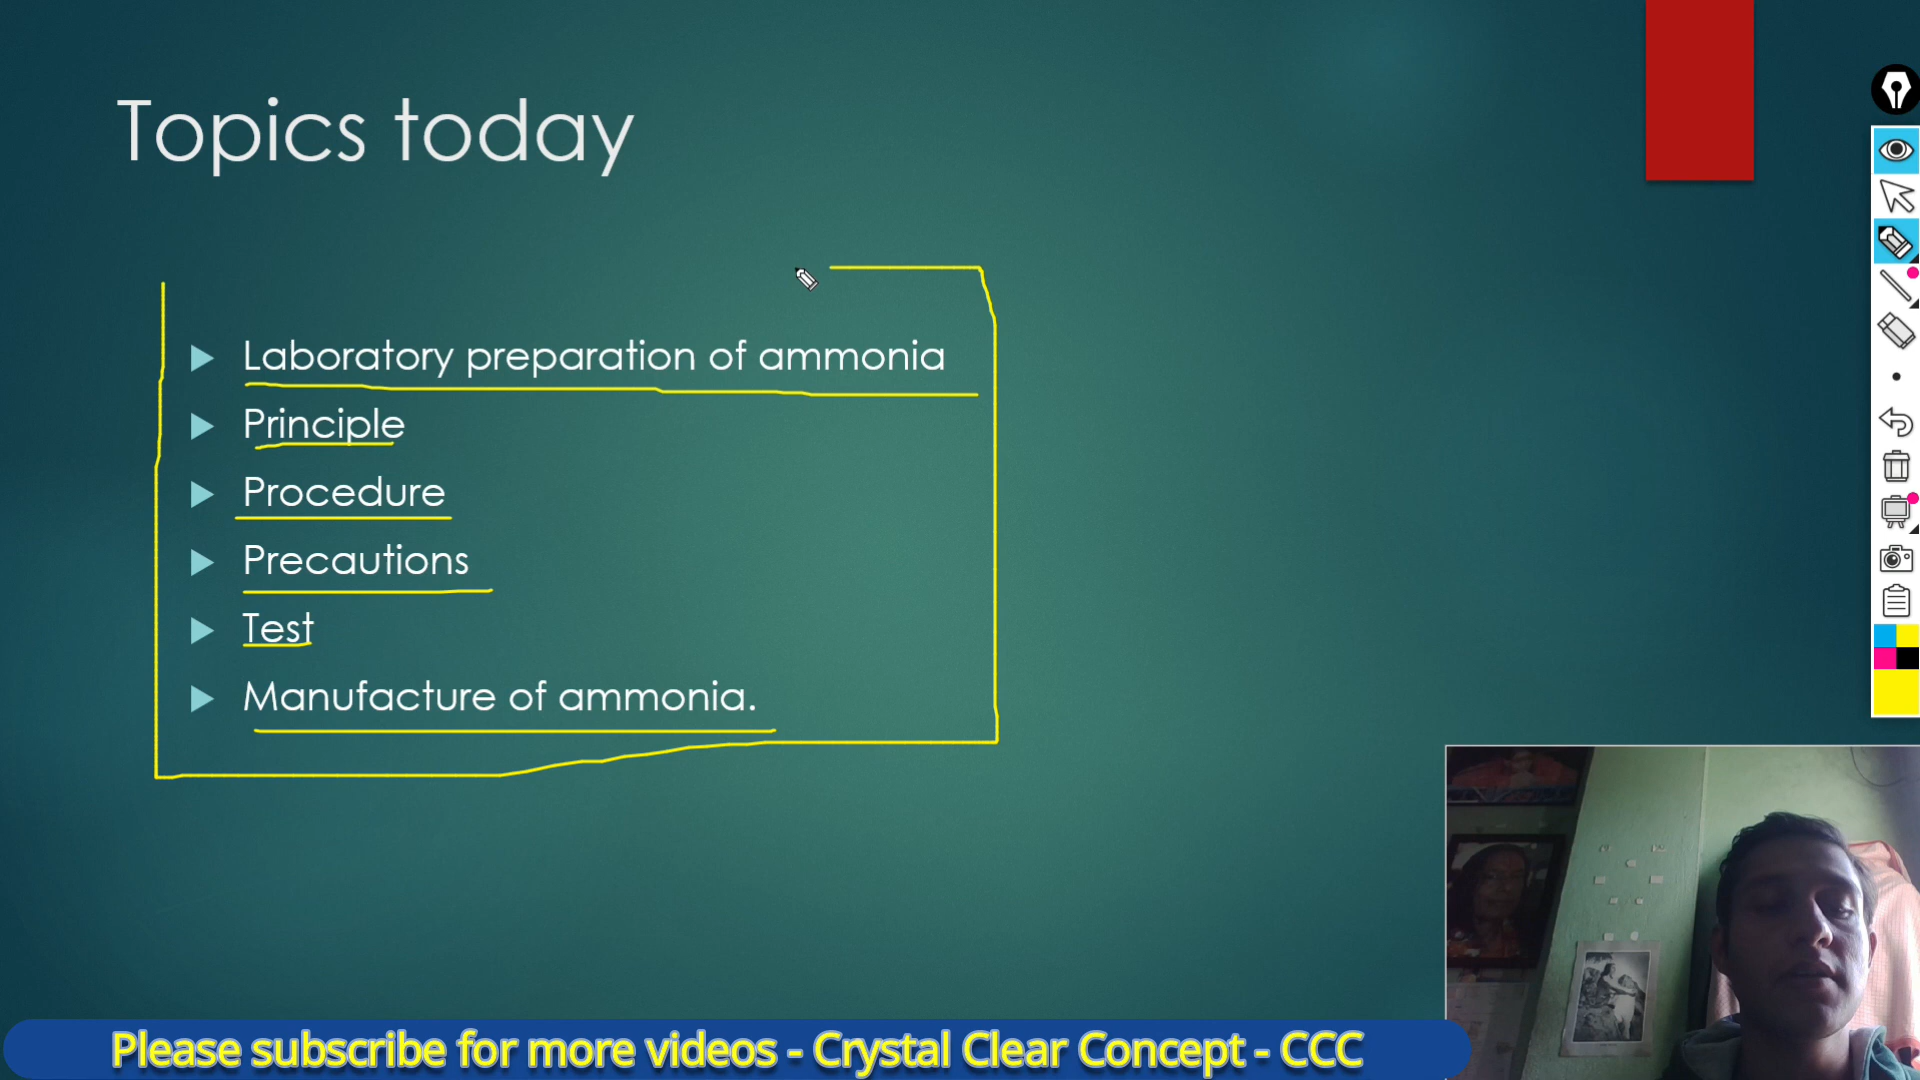 Topics today
Laboratory preparation of ammonia
Principle
Procedure
Precautions
Test
Manufacture of ammonia.
Please subscribe for more videos - Crystal Clear Concept - CCC